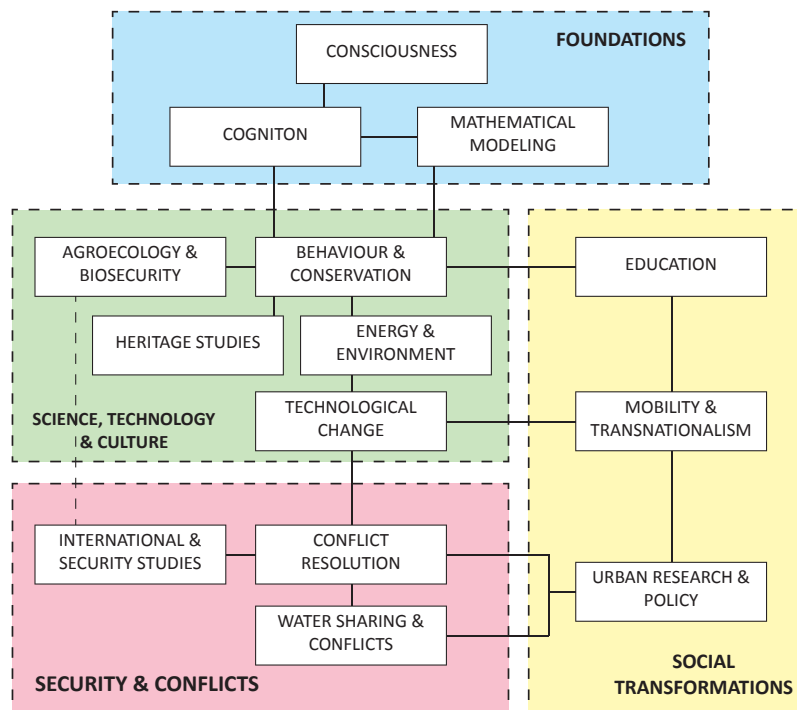 FOUNDATIONS
CONSCIOUSNESS
COGNITON
MATHEMATICAL
MODELING
AGROECOLOGY &
BIOSECURITY
BEHAVIOUR &
CONSERVATION
EDUCATION
HERITAGE STUDIES
ENERGY &
ENVIRONMENT
SCIENCE, TECHNOLOGY
& CULTURE
TECHNOLOGICAL
CHANGE
MOBILITY &
TRANSNATIONALISM
INTERNATIONAL &
SECURITY STUDIES
CONFLICT
RESOLUTION
URBAN RESEARCH &
POLICY
WATER SHARING &
CONFLICTS
SECURITY & CONFLICTS
SOCIAL
TRANSFORMATIONS